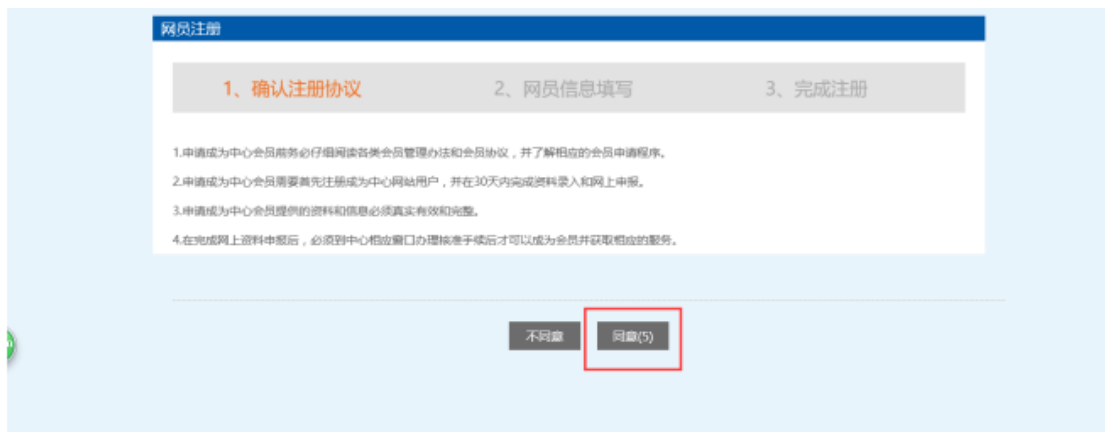 网员注册
1、确认注册协议 2、网员信息填写 3、完成注册
1.申请成为中心会员前务必仔细阅读各类会员管理办法和会员协议，并了解相应的会员申请程序。
2.申请成为中心会员需要首先注册成为中心网站用户，并在30天内完成资料录入和网上申报。
3.申请成为中心会员提供的资料和信息必须真实有效和完整。
4.在完成网上资料申报后，必须到中心相应窗口办理核准手续后才可以成为会员并获取相应的服务。
不同意 同意(5)